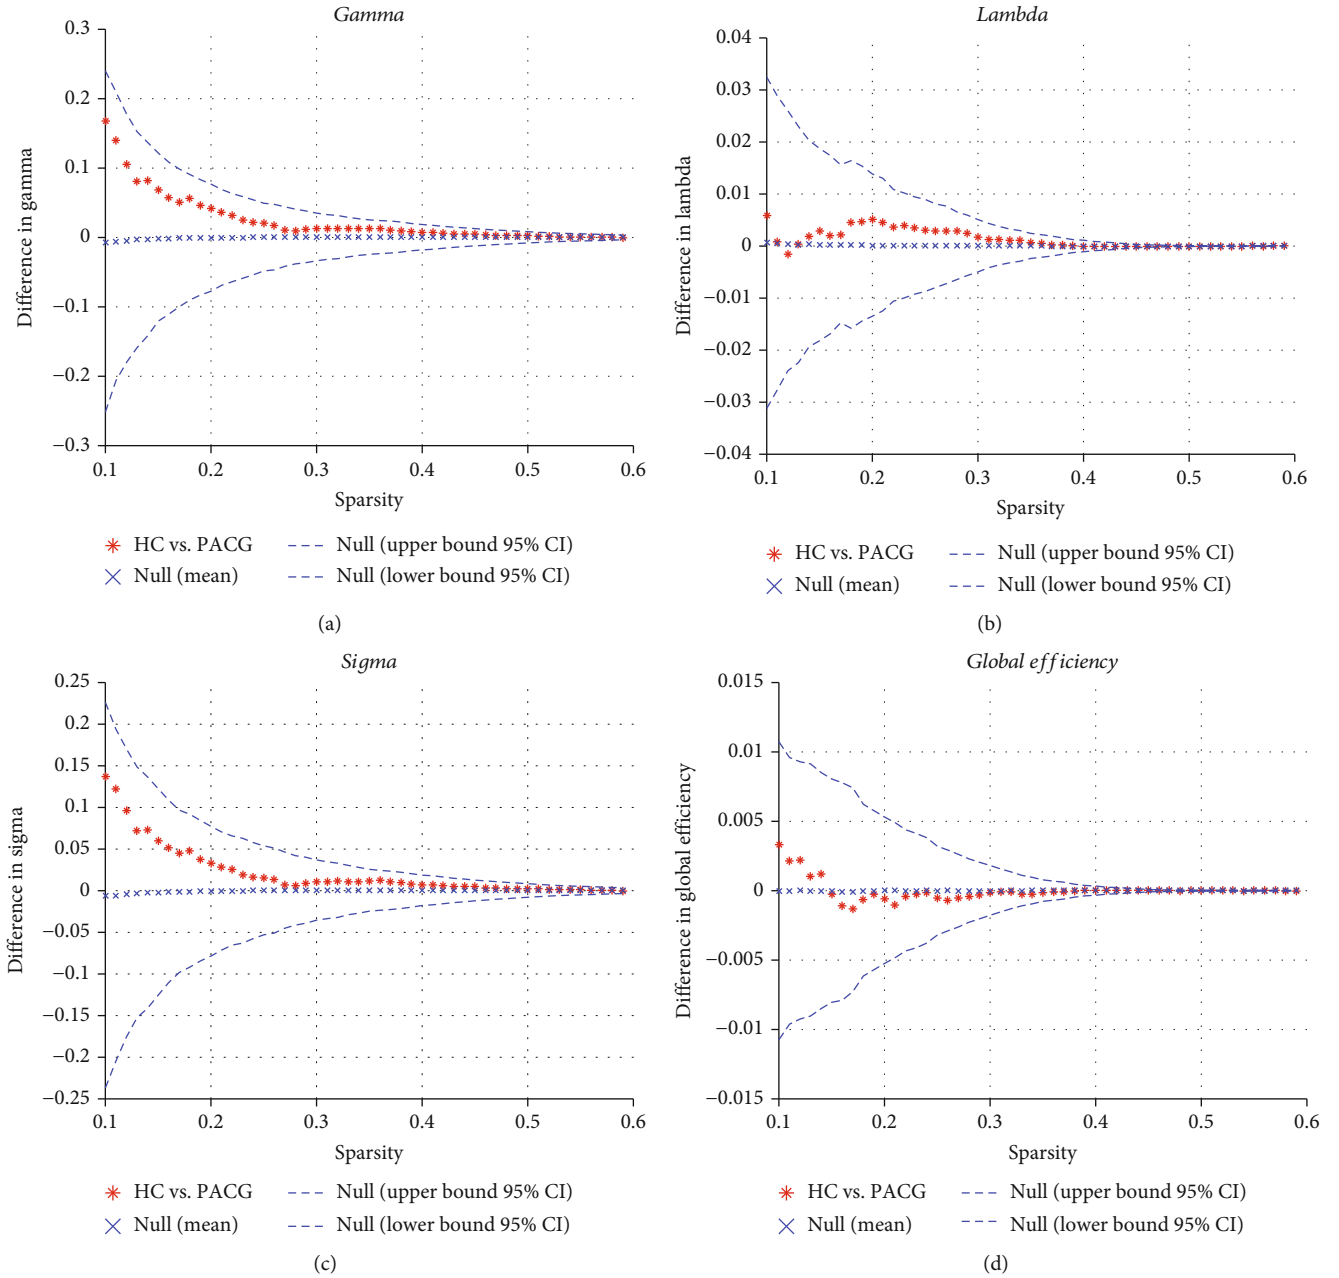 Gamma
0.3
0.2
0.1
0
−0.1
−0.2
−0.3
Difference in gamma
0.1 0.2 0.3 0.4 0.5 0.6
Sparsity
HC vs. PACG
Null (mean)
Null (upper bound 95% CI)
Null (lower bound 95% CI)
(a)
Lambda
0.04
0.03
0.02
0.01
0
−0.01
−0.02
−0.03
−0.04
Difference in lambda
0.1 0.2 0.3 0.4 0.5 0.6
Sparsity
HC vs. PACG
Null (mean)
Null (upper bound 95% CI)
Null (lower bound 95% CI)
(b)
Sigma
0.25
0.2
0.15
0.1
0.05
0
−0.05
−0.1
−0.15
−0.2
−0.25
Difference in sigma
0.1 0.2 0.3 0.4 0.5 0.6
Sparsity
HC vs. PACG
Null (mean)
Null (upper bound 95% CI)
Null (lower bound 95% CI)
(c)
Global efficiency
0.015
0.01
0.005
0
−0.005
−0.01
−0.015
Difference in global efficiency
0.1 0.2 0.3 0.4 0.5 0.6
Sparsity
HC vs. PACG
Null (mean)
Null (upper bound 95% CI)
Null (lower bound 95% CI)
(d)